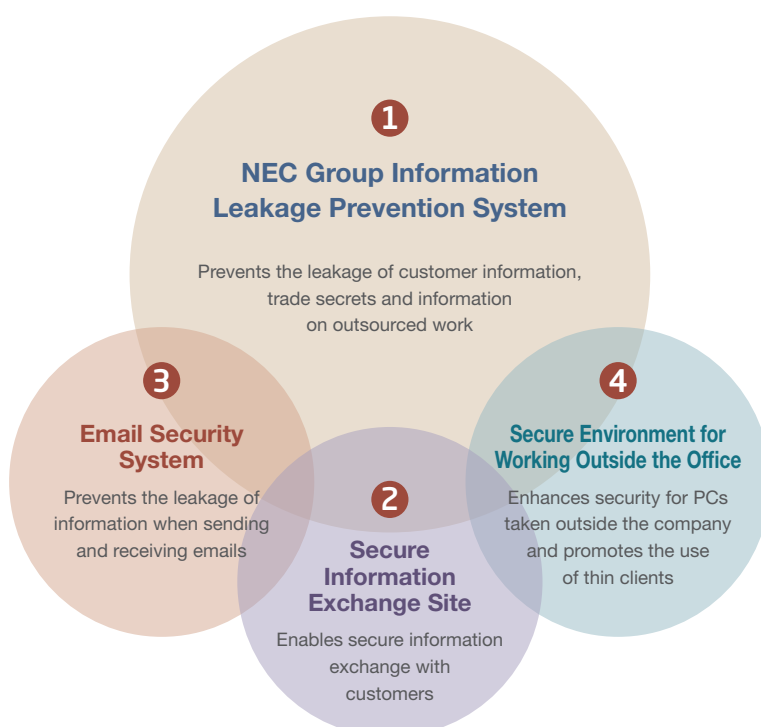 1
NEC Group Information
Leakage Prevention System
Prevents the leakage of customer information,
trade secrets and information
on outsourced work
3
Email Security
System
Prevents the leakage of
information when sending
and receiving emails
2
Secure
Information
Exchange Site
Enables secure information
exchange with
customers
4
Secure Environment for
Working Outside the Office
Enhances security for PCs
taken outside the company
and promotes the use
of thin clients